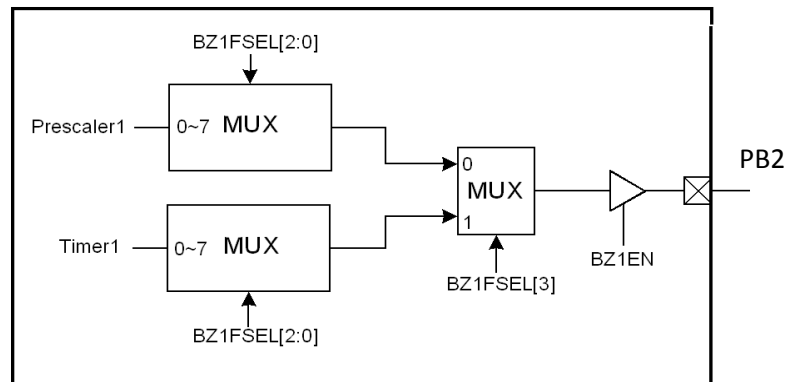 BZ1FSEL[2:0]
Prescaler1
0~7 MUX
0
MUX
1
PB2
Timer1
0~7 MUX
BZ1EN
BZ1FSEL[3]
BZ1FSEL[2:0]